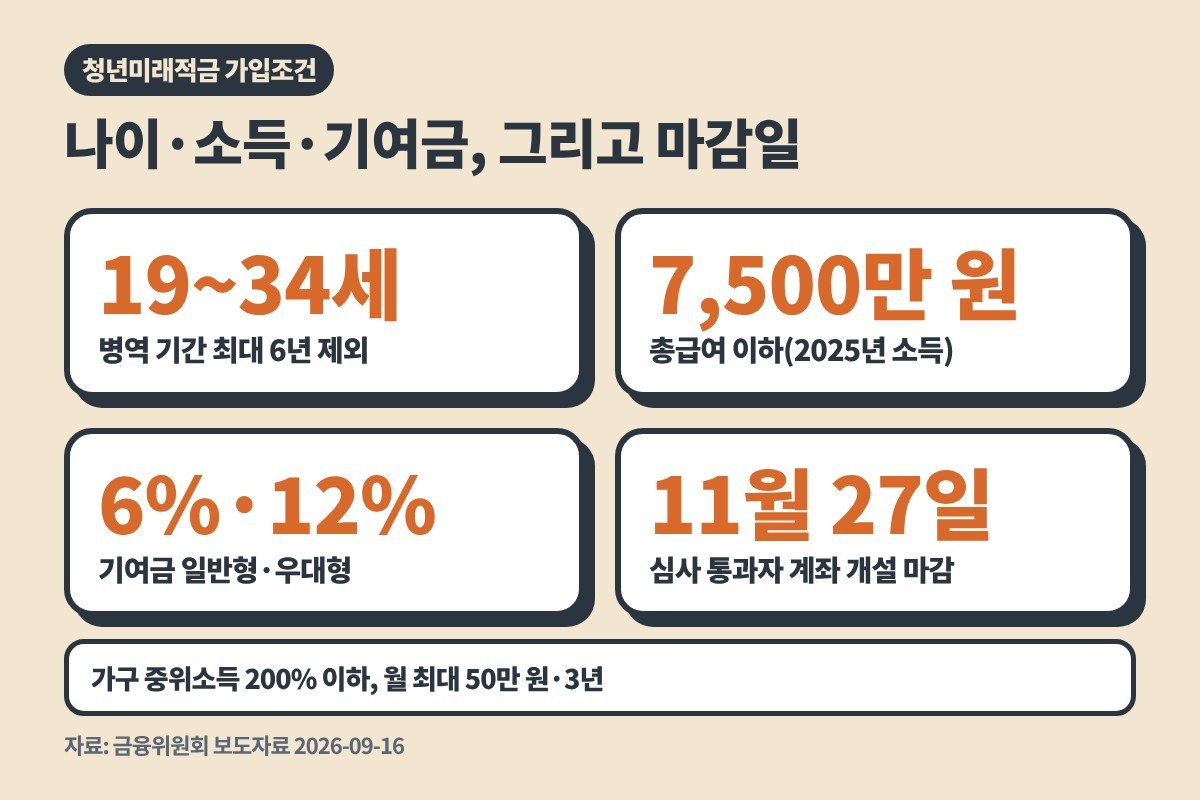 청년미래적금 가입조건
나이·소득·기여금, 그리고 마감일
19~34세
병역 기간 최대 6년 제외
7,500만 원
총급여 이하(2025년 소득)
6%·12%
기여금 일반형·우대형
11월 27일
심사 통과자 계좌 개설 마감
가구 중위소득 200% 이하, 월 최대 50만 원·3년
자료: 금융위원회 보도자료 2026-09-16